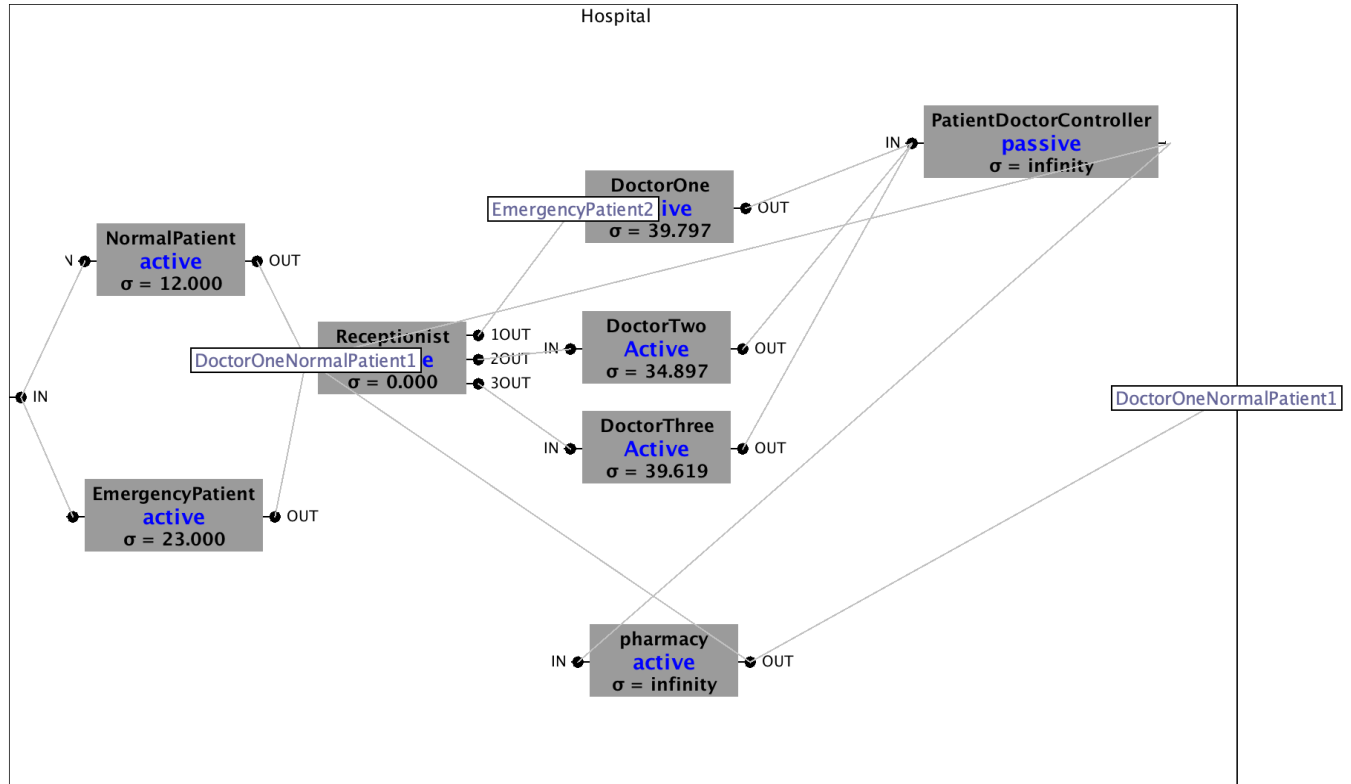 Hospital
PatientDoctorController
IN
passive
σ = infinity
DoctorOne
EmergencyPatient2
ive
OUT
σ = 39.797
NormalPatient
active
OUT
σ = 12.000
DoctorTwo
Receptionist
1OUT
IN
Active
OUT
DoctorOneNormalPatient1
e
2OUT
σ = 34.897
σ = 0.000
3OUT
IN
DoctorOneNormalPatient1
DoctorThree
IN
Active
OUT
σ = 39.619
EmergencyPatient
active
OUT
σ = 23.000
pharmacy
IN
active
OUT
σ = infinity